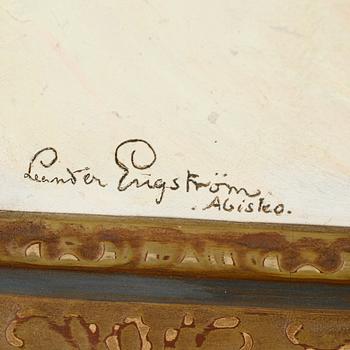 Leander Engström
Abisko.